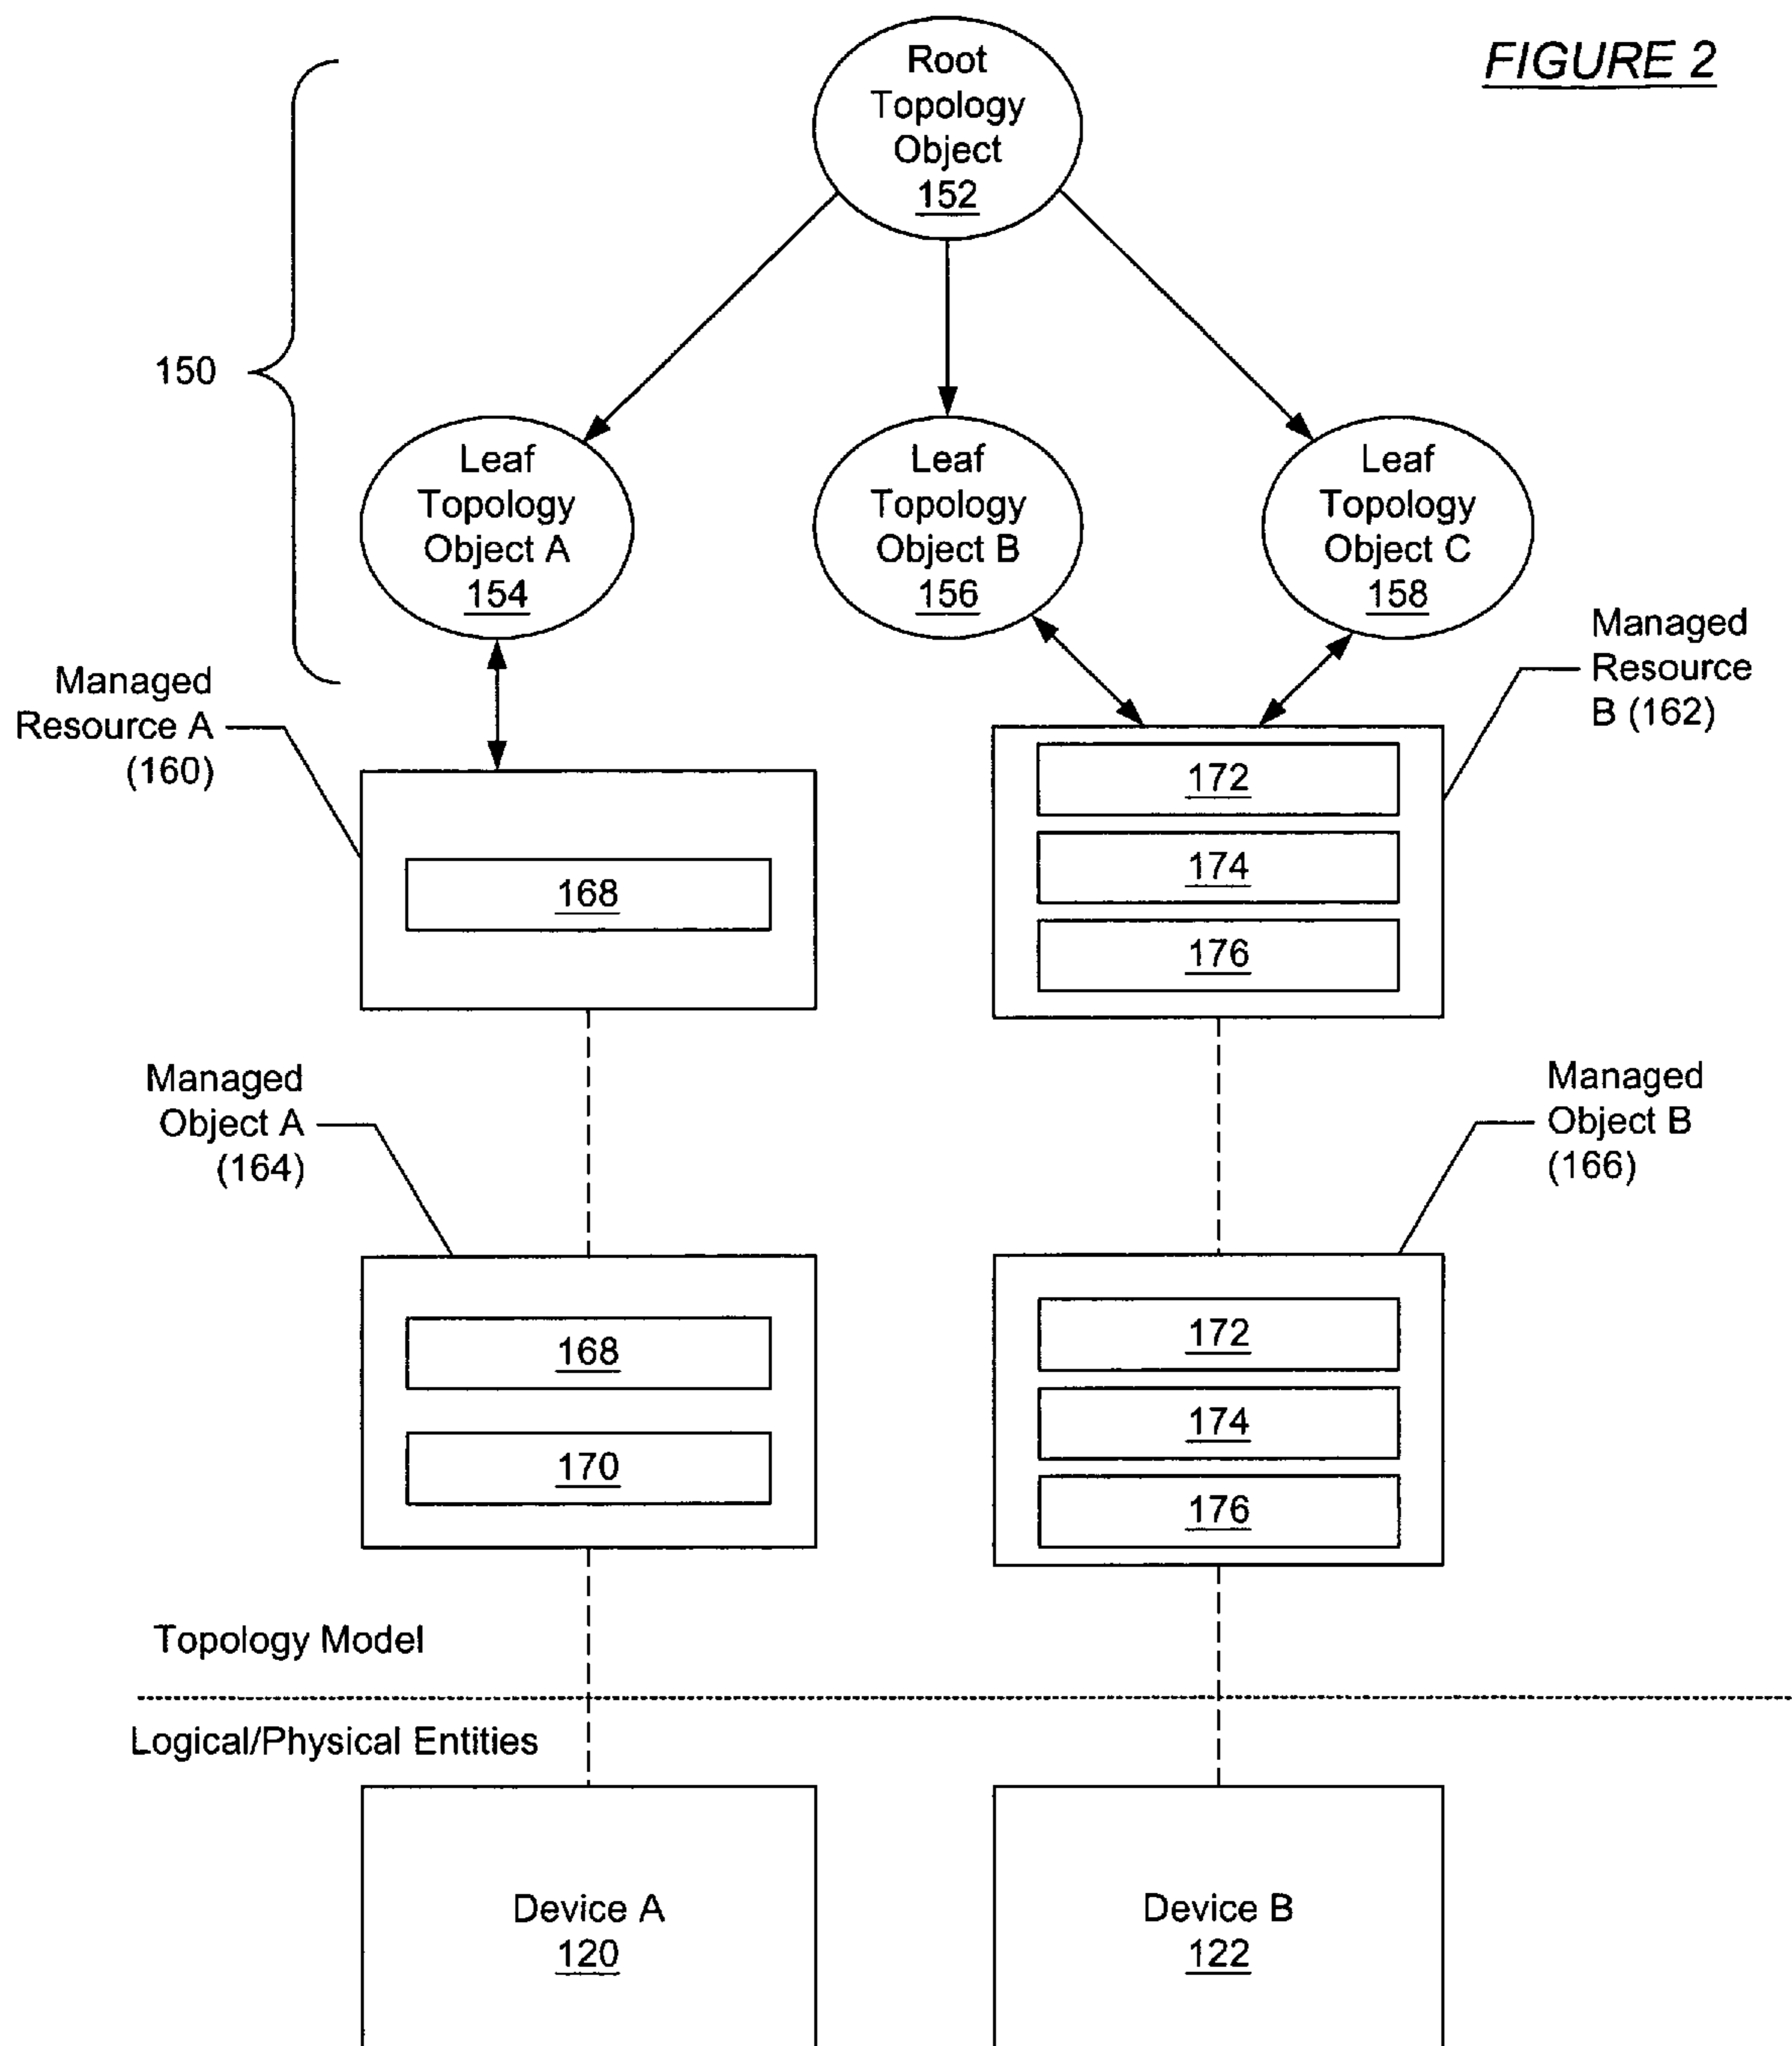 FIGURE 2
Root
Topology
Object
152
150
Leaf
Topology
Object A
154
Leaf
Topology
Object B
156
Leaf
Topology
Object C
158
Managed
Resource A
(160)
Managed
Resource
B (162)
168
172
174
176
Managed
Object A
(164)
Managed
Object B
(166)
168
170
172
174
176
Topology Model
Logical/Physical Entities
Device A
120
Device B
122